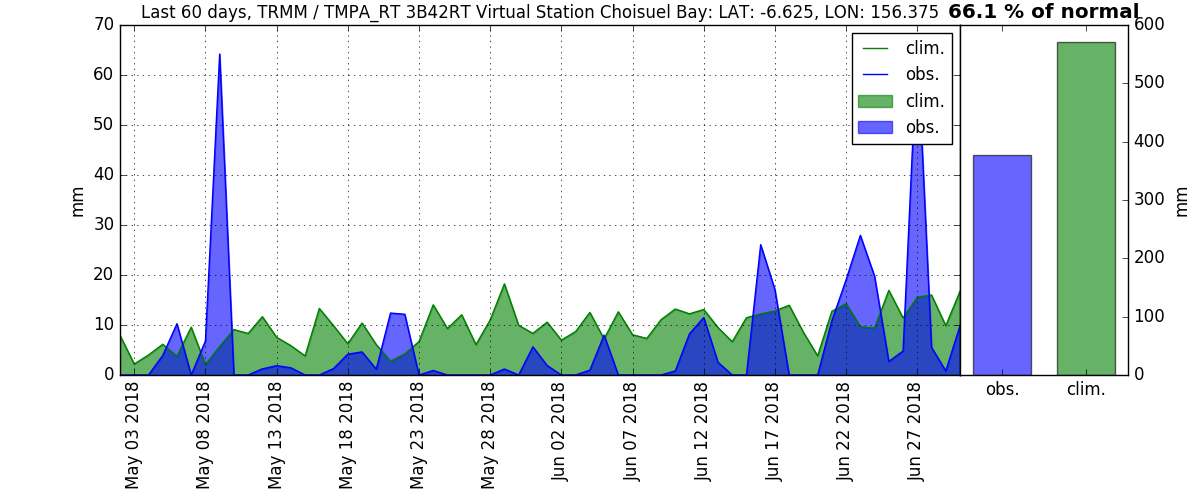 Last 60 days, TRMM / TMPA_RT 3B42RT Virtual Station Choisuel Bay: LAT: -6.625, LON: 156.375 66.1 % of normal
70
60
50
40
30
20
10
0
mm
clim.
obs.
clim.
obs.
600
500
400
300
200
100
0
mm
obs.
clim.
May 03 2018
May 08 2018
May 13 2018
May 18 2018
May 23 2018
May 28 2018
Jun 02 2018
Jun 07 2018
Jun 12 2018
Jun 17 2018
Jun 22 2018
Jun 27 2018